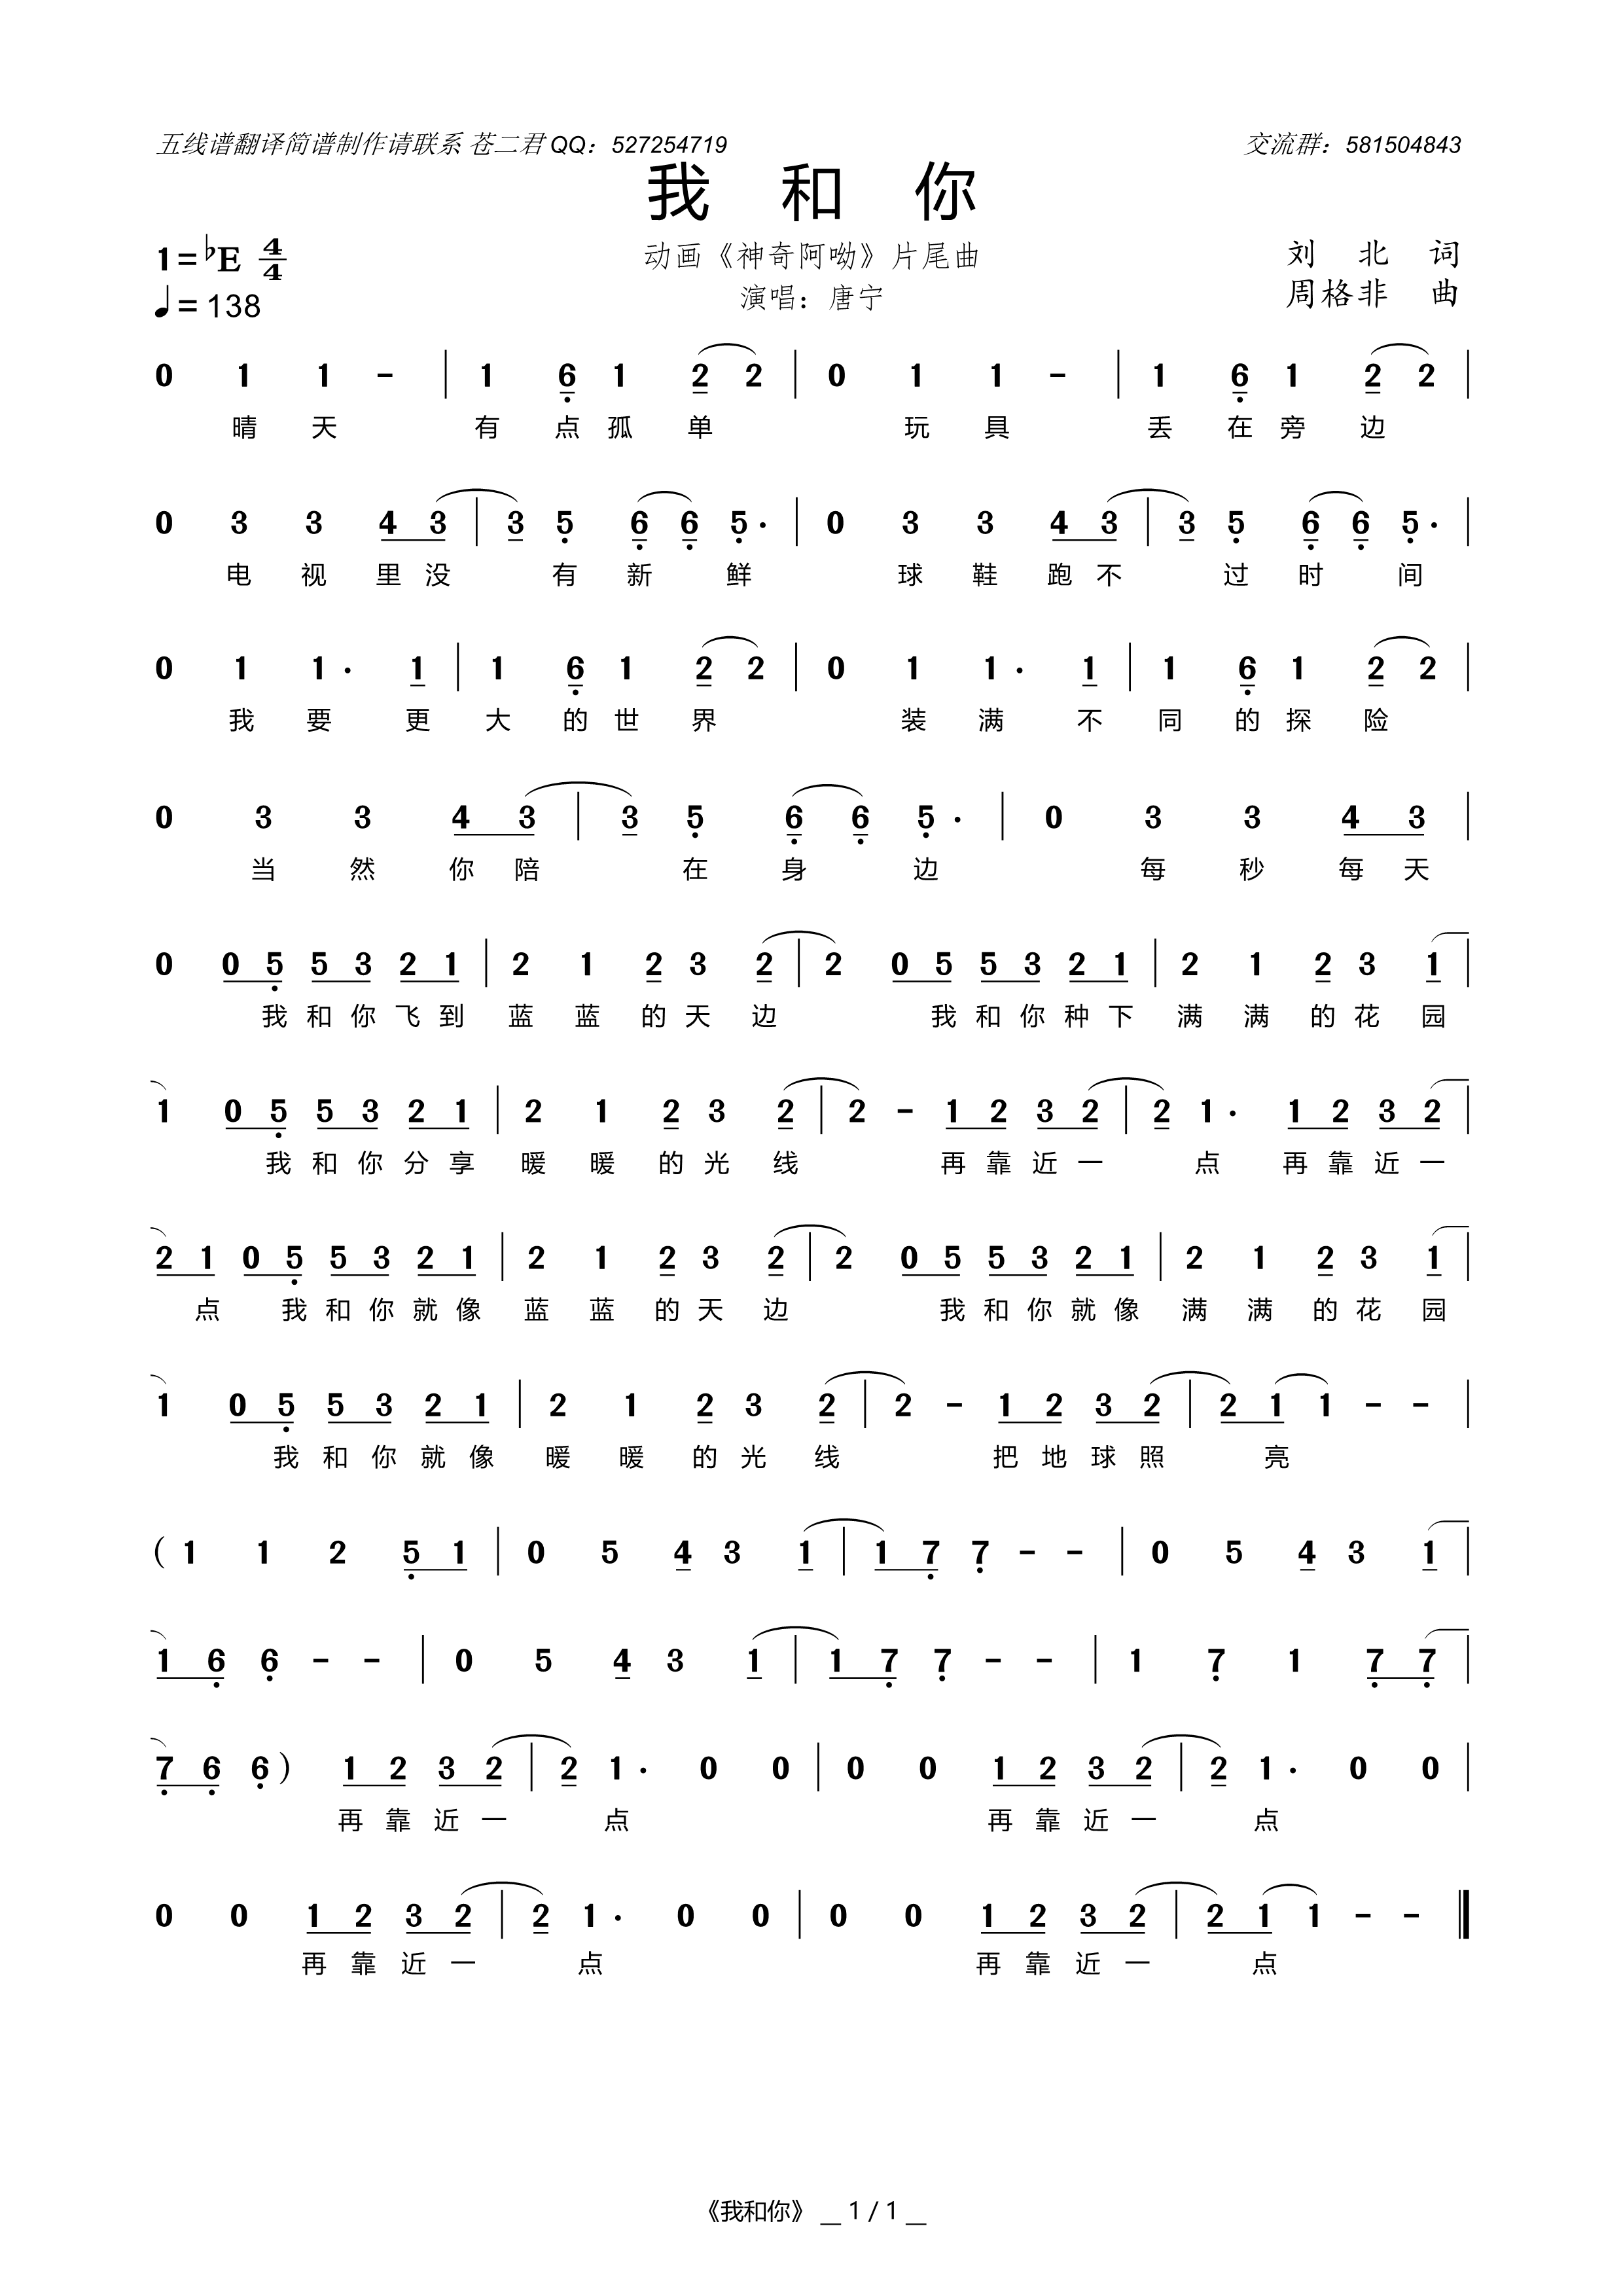 五线谱翻译简谱制作请联系 苍二君 QQ：527254719 交流群：581504843
我 和 你
1=♭E 4/4
动画《神奇阿呦》片尾曲
刘 北 词
♩= 138
演唱：唐宁
周格非 曲
0 1 1 - | 1 6̣ 1 2 2 | 0 1 1 - | 1 6̣ 1 2 2 |
晴 天 有 点 孤 单 玩 具 丢 在 旁 边
0 3 3 4 3 | 3 5̣ 6̣ 6̣ 5̣· | 0 3 3 4 3 | 3 5̣ 6̣ 6̣ 5̣· |
电 视 里 没 有 新 鲜 球 鞋 跑 不 过 时 间
0 1 1· 1 | 1 6̣ 1 2 2 | 0 1 1· 1 | 1 6̣ 1 2 2 |
我 要 更 大 的 世 界 装 满 不 同 的 探 险
0 3 3 4 3 | 3 5̣ 6̣ 6̣ 5̣· | 0 3 3 4 3 |
当 然 你 陪 在 身 边 每 秒 每 天
0 0 5̣ 5 3 2 1 | 2 1 2 3 2 | 2 0 5 5 3 2 1 | 2 1 2 3 1 |
我 和 你 飞 到 蓝 蓝 的 天 边 我 和 你 种 下 满 满 的 花 园
1 0 5̣ 5 3 2 1 | 2 1 2 3 2 | 2 - 1 2 3 2 | 2 1· 1 2 3 2 |
我 和 你 分 享 暖 暖 的 光 线 再 靠 近 一 点 再 靠 近 一
2 1 0 5̣ 5 3 2 1 | 2 1 2 3 2 | 2 0 5 5 3 2 1 | 2 1 2 3 1 |
点 我 和 你 就 像 蓝 蓝 的 天 边 我 和 你 就 像 满 满 的 花 园
1 0 5̣ 5 3 2 1 | 2 1 2 3 2 | 2 - 1 2 3 2 | 2 1 1 - - |
我 和 你 就 像 暖 暖 的 光 线 把 地 球 照 亮
( 1 1 2 5̣ 1 | 0 5 4 3 1 | 1 7̣ 7̣ - - | 0 5 4 3 1 |
1 6̣ 6̣ - - | 0 5 4 3 1 | 1 7̣ 7̣ - - | 1 7̣ 1 7̣ 7̣ |
7̣ 6̣ 6̣ ) 1 2 3 2 | 2 1· 0 0 | 0 0 1 2 3 2 | 2 1· 0 0 |
再 靠 近 一 点 再 靠 近 一 点
0 0 1 2 3 2 | 2 1· 0 0 | 0 0 1 2 3 2 | 2 1 1 - - ‖
再 靠 近 一 点 再 靠 近 一 点
《我和你》 __ 1 / 1 __